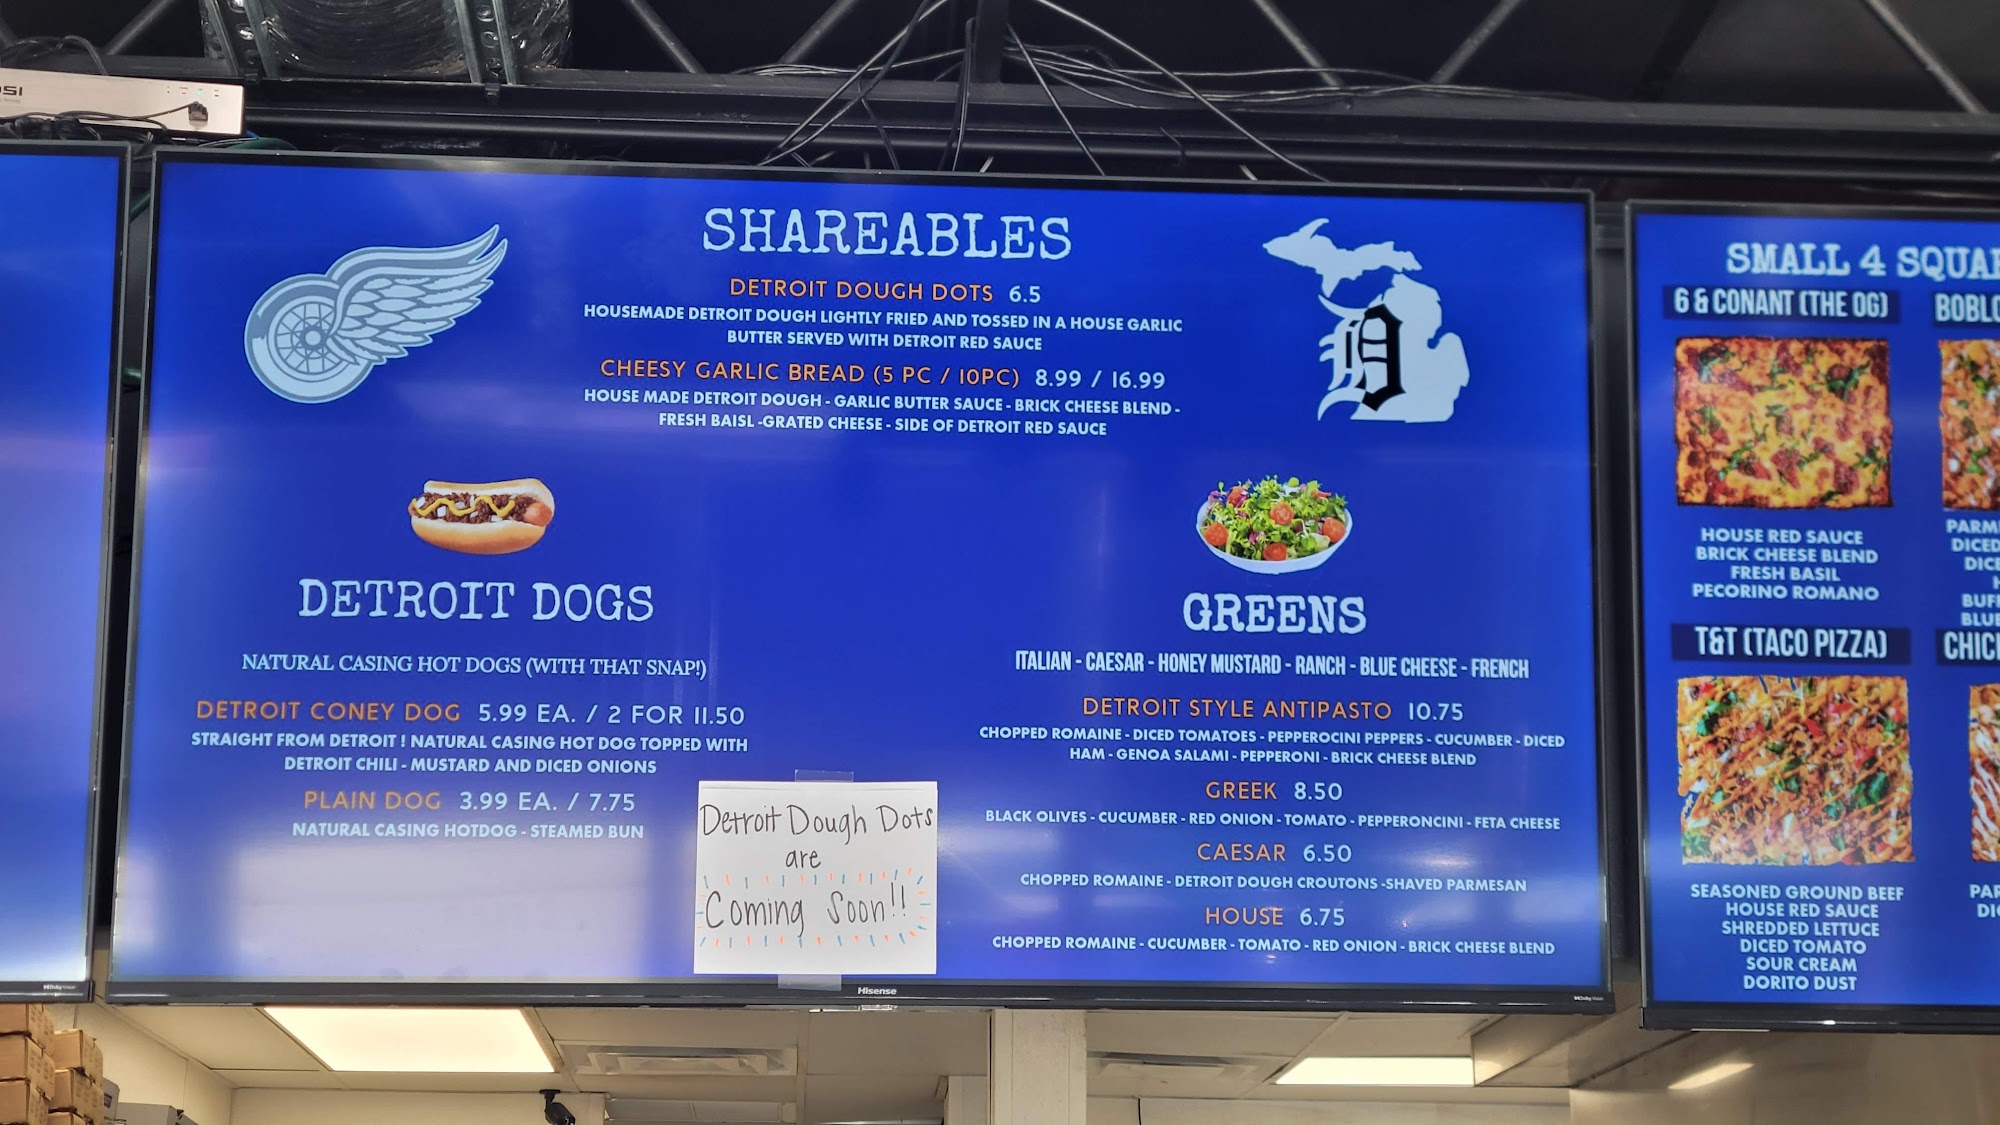 SHAREABLES
DETROIT DOUGH DOTS 6.5
HOUSEMADE DETROIT DOUGH LIGHTLY FRIED AND TOSSED IN A HOUSE GARLIC
BUTTER SERVED WITH DETROIT RED SAUCE
CHEESY GARLIC BREAD (5 PC / 10PC) 8.99 / 16.99
HOUSE MADE DETROIT DOUGH - GARLIC BUTTER SAUCE - BRICK CHEESE BLEND -
FRESH BAISL -GRATED CHEESE - SIDE OF DETROIT RED SAUCE
DETROIT DOGS
NATURAL CASING HOT DOGS (WITH THAT SNAP!)
DETROIT CONEY DOG 5.99 EA. / 2 FOR 11.50
STRAIGHT FROM DETROIT ! NATURAL CASING HOT DOG TOPPED WITH
DETROIT CHILI - MUSTARD AND DICED ONIONS
PLAIN DOG 3.99 EA. / 7.75
NATURAL CASING HOTDOG - STEAMED BUN
Detroit Dough Dots
are
Coming Soon!!
GREENS
ITALIAN - CAESAR - HONEY MUSTARD - RANCH - BLUE CHEESE - FRENCH
DETROIT STYLE ANTIPASTO 10.75
CHOPPED ROMAINE - DICED TOMATOES - PEPPEROCINI PEPPERS - CUCUMBER - DICED
HAM - GENOA SALAMI - PEPPERONI - BRICK CHEESE BLEND
GREEK 8.50
BLACK OLIVES - CUCUMBER - RED ONION - TOMATO - PEPPERONCINI - FETA CHEESE
CAESAR 6.50
CHOPPED ROMAINE - DETROIT DOUGH CROUTONS -SHAVED PARMESAN
HOUSE 6.75
CHOPPED ROMAINE - CUCUMBER - TOMATO - RED ONION - BRICK CHEESE BLEND
Hisense
SMALL 4 SQUA
6 & CONANT (THE OG)
HOUSE RED SAUCE
BRICK CHEESE BLEND
FRESH BASIL
PECORINO ROMANO
T&T (TACO PIZZA)
SEASONED GROUND BEEF
HOUSE RED SAUCE
SHREDDED LETTUCE
DICED TOMATO
SOUR CREAM
DORITO DUST
BOBLO
PARM
DICED
DICE
BUFF
BLUE
CHIC
PAR
DI